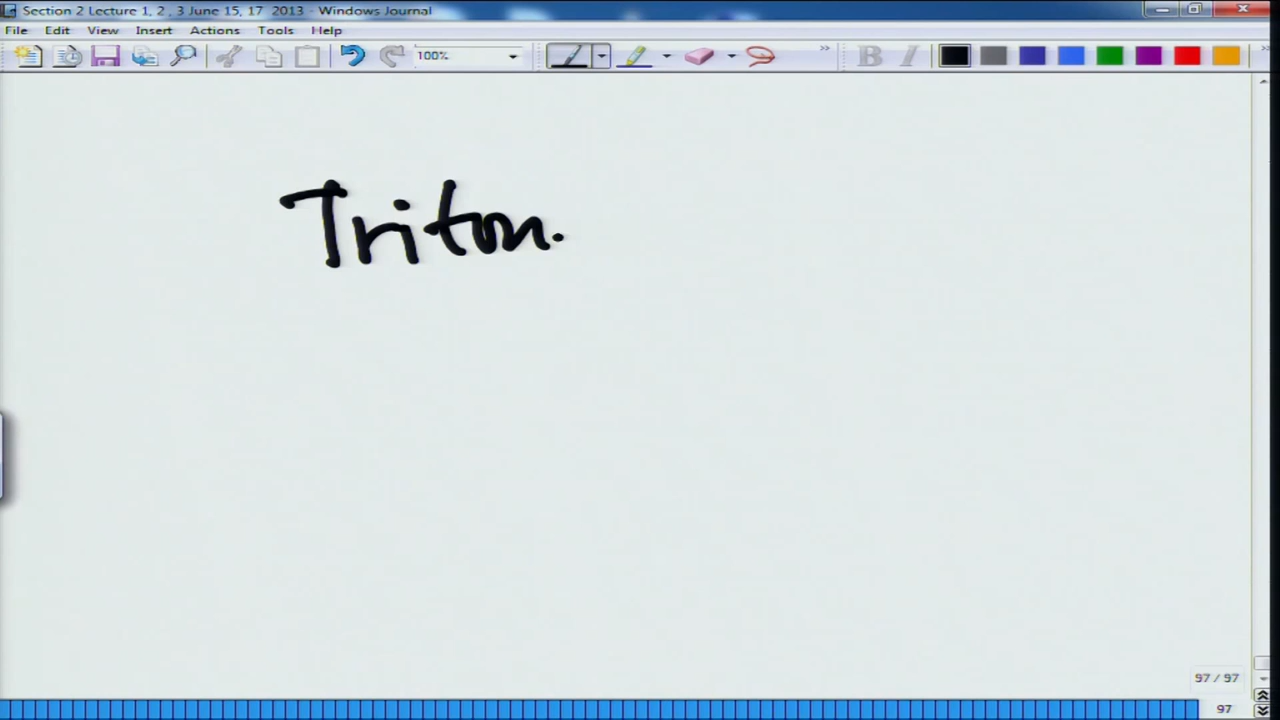 Section 2 Lecture 1, 2 , 3 June 15, 17 2013 - Windows Journal
File Edit View Insert Actions Tools Help
100% B I
Triton.
97 / 97
97